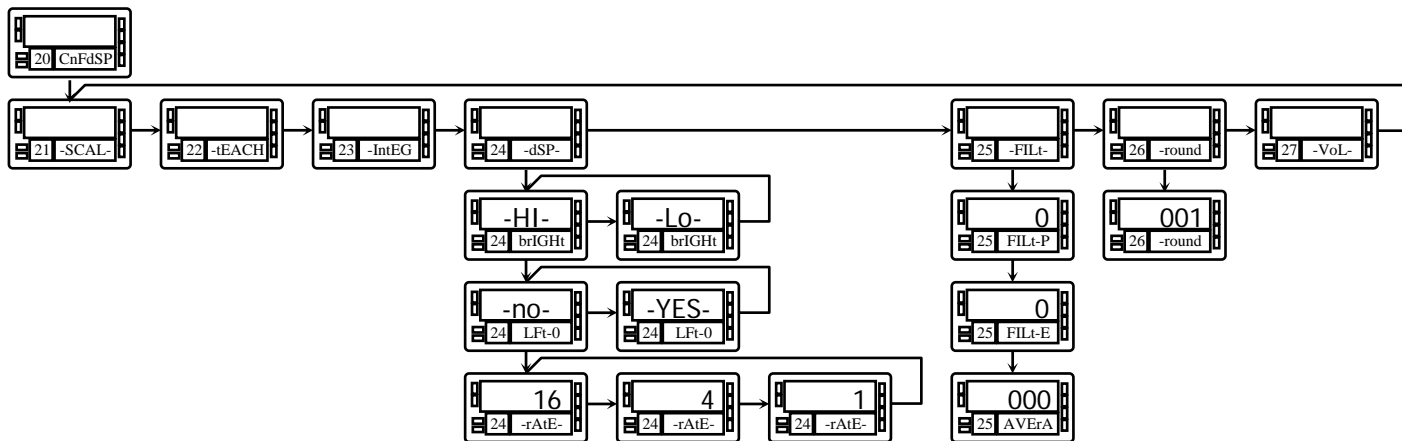 20 CnFdSP
21 -SCAL-
22 -tEACH
23 -IntEG
24 -dSP-
25 -FILt-
26 -round
27 -VoL-
-HI-
24 brIGHt
-Lo-
24 brIGHt
0
25 FILt-P
001
26 -round
-no-
24 LFt-0
-YES-
24 LFt-0
0
25 FILt-E
16
24 -rAtE-
4
24 -rAtE-
1
24 -rAtE-
000
25 AVErA